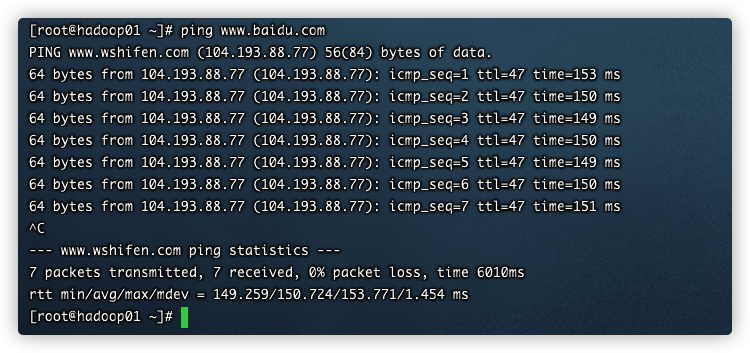 [root@hadoop01 ~]# ping www.baidu.com
PING www.wshifen.com (104.193.88.77) 56(84) bytes of data.
64 bytes from 104.193.88.77 (104.193.88.77): icmp_seq=1 ttl=47 time=153 ms
64 bytes from 104.193.88.77 (104.193.88.77): icmp_seq=2 ttl=47 time=150 ms
64 bytes from 104.193.88.77 (104.193.88.77): icmp_seq=3 ttl=47 time=149 ms
64 bytes from 104.193.88.77 (104.193.88.77): icmp_seq=4 ttl=47 time=150 ms
64 bytes from 104.193.88.77 (104.193.88.77): icmp_seq=5 ttl=47 time=149 ms
64 bytes from 104.193.88.77 (104.193.88.77): icmp_seq=6 ttl=47 time=150 ms
64 bytes from 104.193.88.77 (104.193.88.77): icmp_seq=7 ttl=47 time=151 ms
^C
--- www.wshifen.com ping statistics ---
7 packets transmitted, 7 received, 0% packet loss, time 6010ms
rtt min/avg/max/mdev = 149.259/150.724/153.771/1.454 ms
[root@hadoop01 ~]#